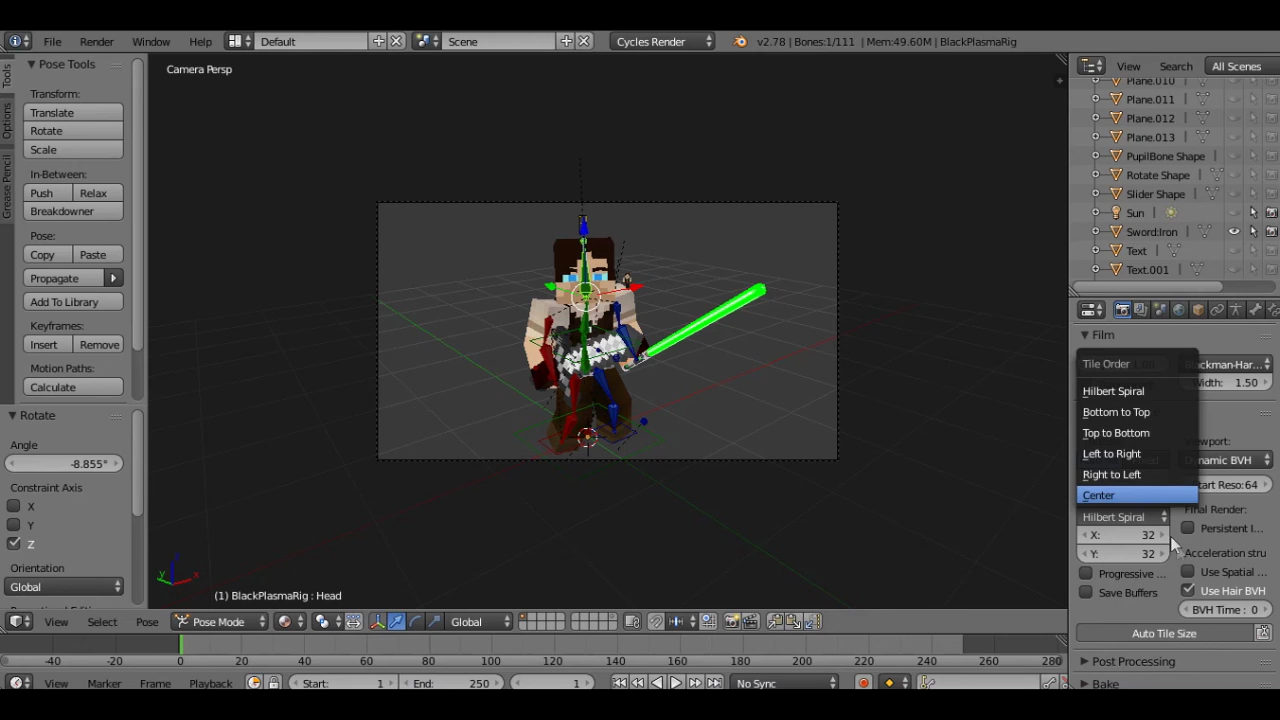 File Render Window Help Default Scene Cycles Render v2.78 | Bones:1/111 | Mem:49.60M | BlackPlasmaRig
Tools
Options
Grease Pencil
Pose Tools
Transform:
Translate
Rotate
Scale
In-Between:
Push Relax
Breakdowner
Pose:
Copy Paste
Propagate
Add To Library
Keyframes:
Insert Remove
Motion Paths:
Calculate
Rotate
Angle
-8.855°
Constraint Axis
X
Y
Z
Orientation
Global
Camera Persp
y x
(1) BlackPlasmaRig : Head
View Search All Scenes
Plane.010
Plane.011
Plane.012
Plane.013
PupilBone Shape
Rotate Shape
Slider Shape
Sun
Sword:Iron
Text
Text.001
Film
Tile Order
Hilbert Spiral
Bottom to Top
Top to Bottom
Left to Right
Right to Left
Center
Hilbert Spiral
X: 32
Y: 32
Progressive ...
Save Buffers
Blackman-Har...
Width: 1.50
Viewport:
Dynamic BVH
tart Reso:64
Final Render:
Persistent I...
Acceleration stru
Use Spatial ...
Use Hair BVH
BVH Time : 0
Auto Tile Size
Post Processing
Bake
View Select Pose Pose Mode Global
-40 -20 0 20 40 60 80 100 120 140 160 180 200 220 240 260 280
View Marker Frame Playback Start: 1 End: 250 1 No Sync